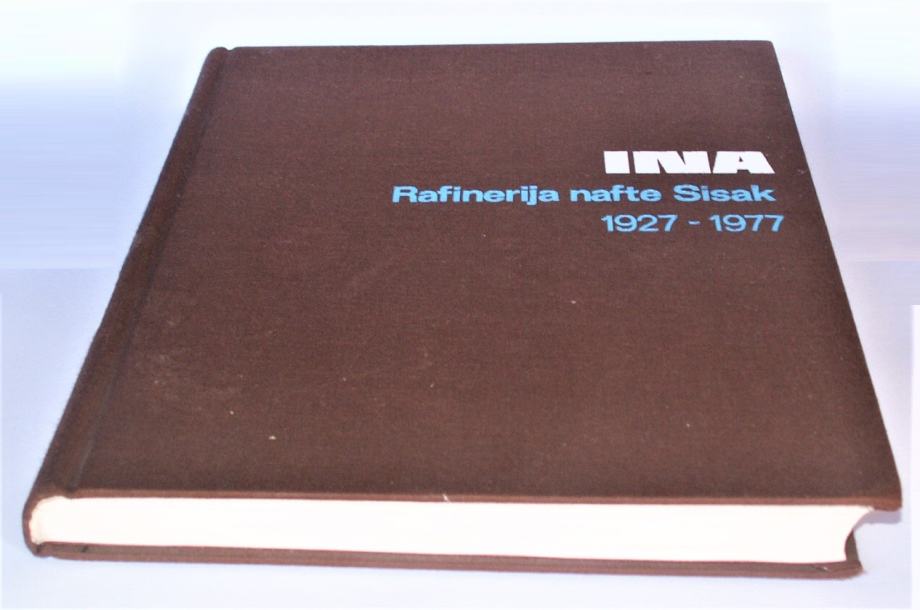 INA
Rafinerija nafte Sisak
1927 - 1977